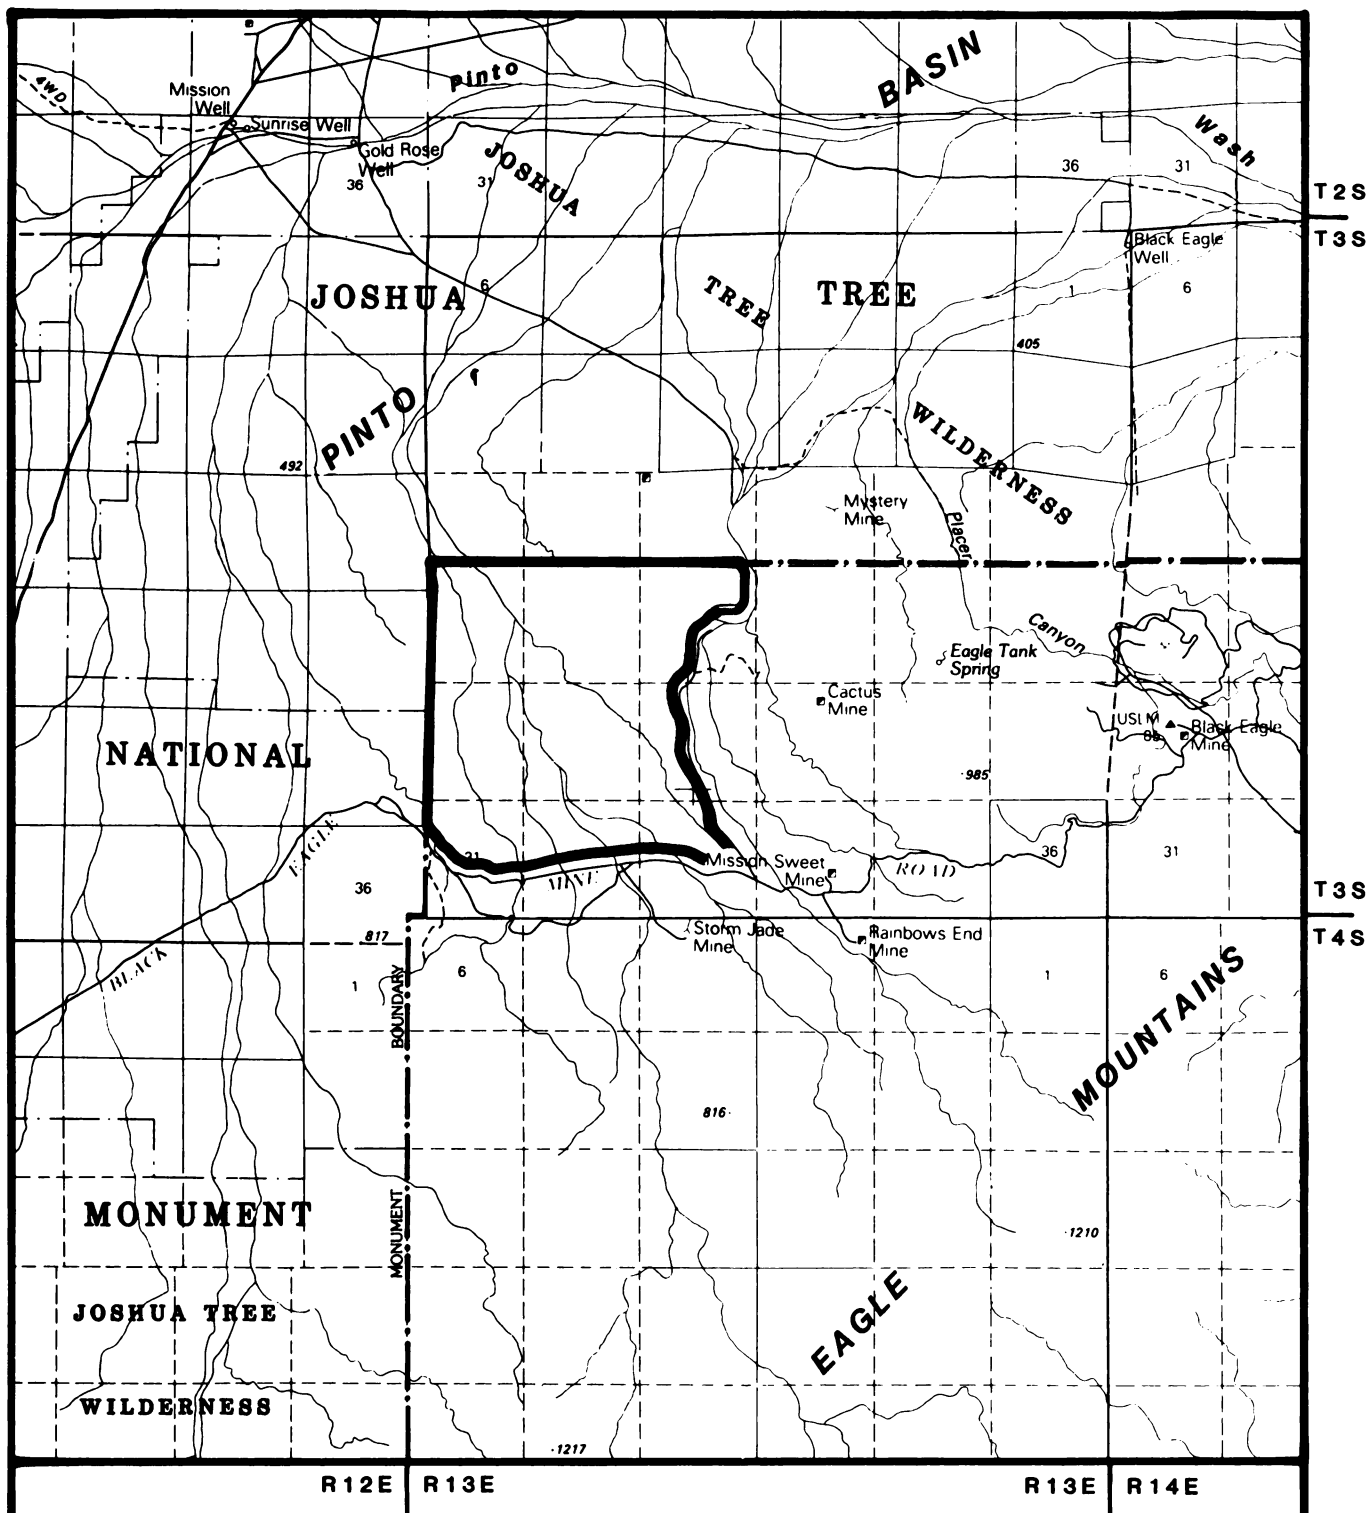 BASIN
Pinto
4WD
Mission
Well
Sunrise Well
Wash
Gold Rose
Well
JOSHUA
36
31
36
31
T2S
T3S
Black Eagle
Well
JOSHUA
6
TREE
TREE
1
6
405
PINTO
WILDERNESS
492
Mystery
Mine
Placer
Canyon
Eagle Tank
Spring
Cactus
Mine
USLM
Black Eagle
Mine
NATIONAL
985
EAGLE
31
Mission Sweet
Mine
ROAD
36
31
MINE
36
T3S
T4S
817
Storm Jade
Mine
Rainbows End
Mine
BLACK
1
6
1
6
BOUNDARY
MOUNTAINS
816
MONUMENT
MONUMENT
1210
EAGLE
JOSHUA TREE
WILDERNESS
1217
R12E
R13E
R13E
R14E